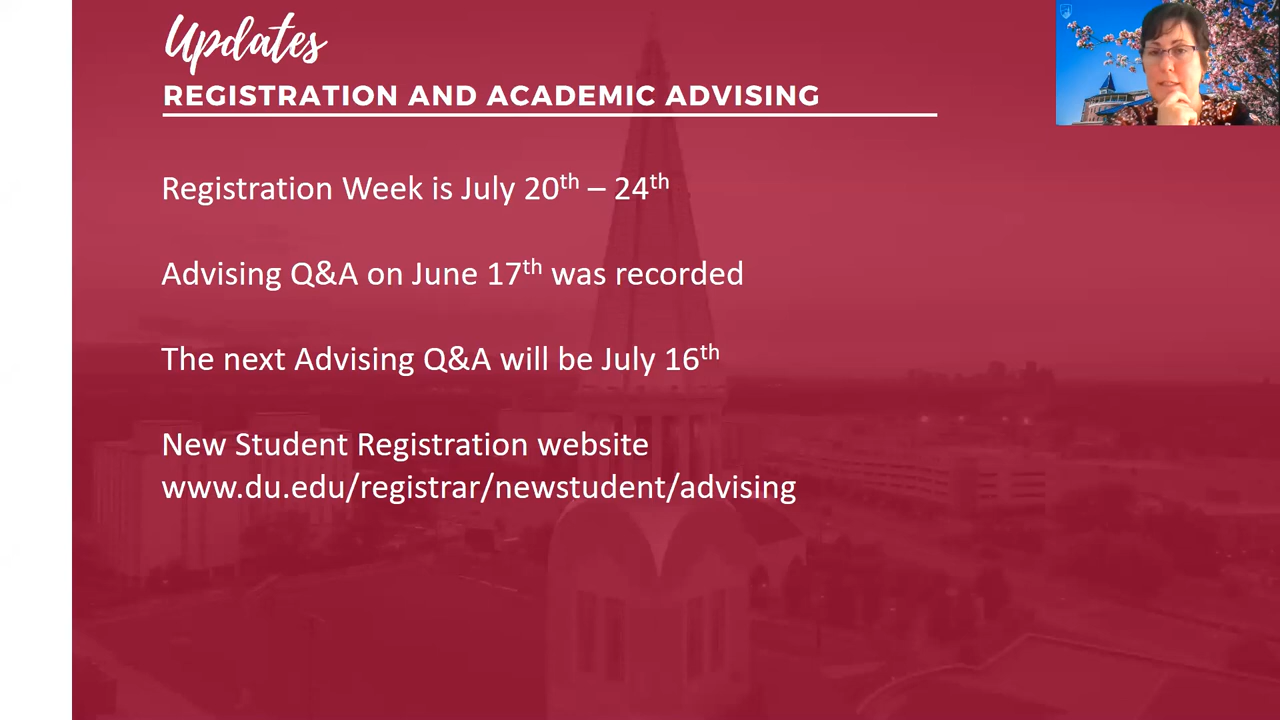 Updates
REGISTRATION AND ACADEMIC ADVISING
Registration Week is July 20th – 24th
Advising Q&A on June 17th was recorded
The next Advising Q&A will be July 16th
New Student Registration website
www.du.edu/registrar/newstudent/advising